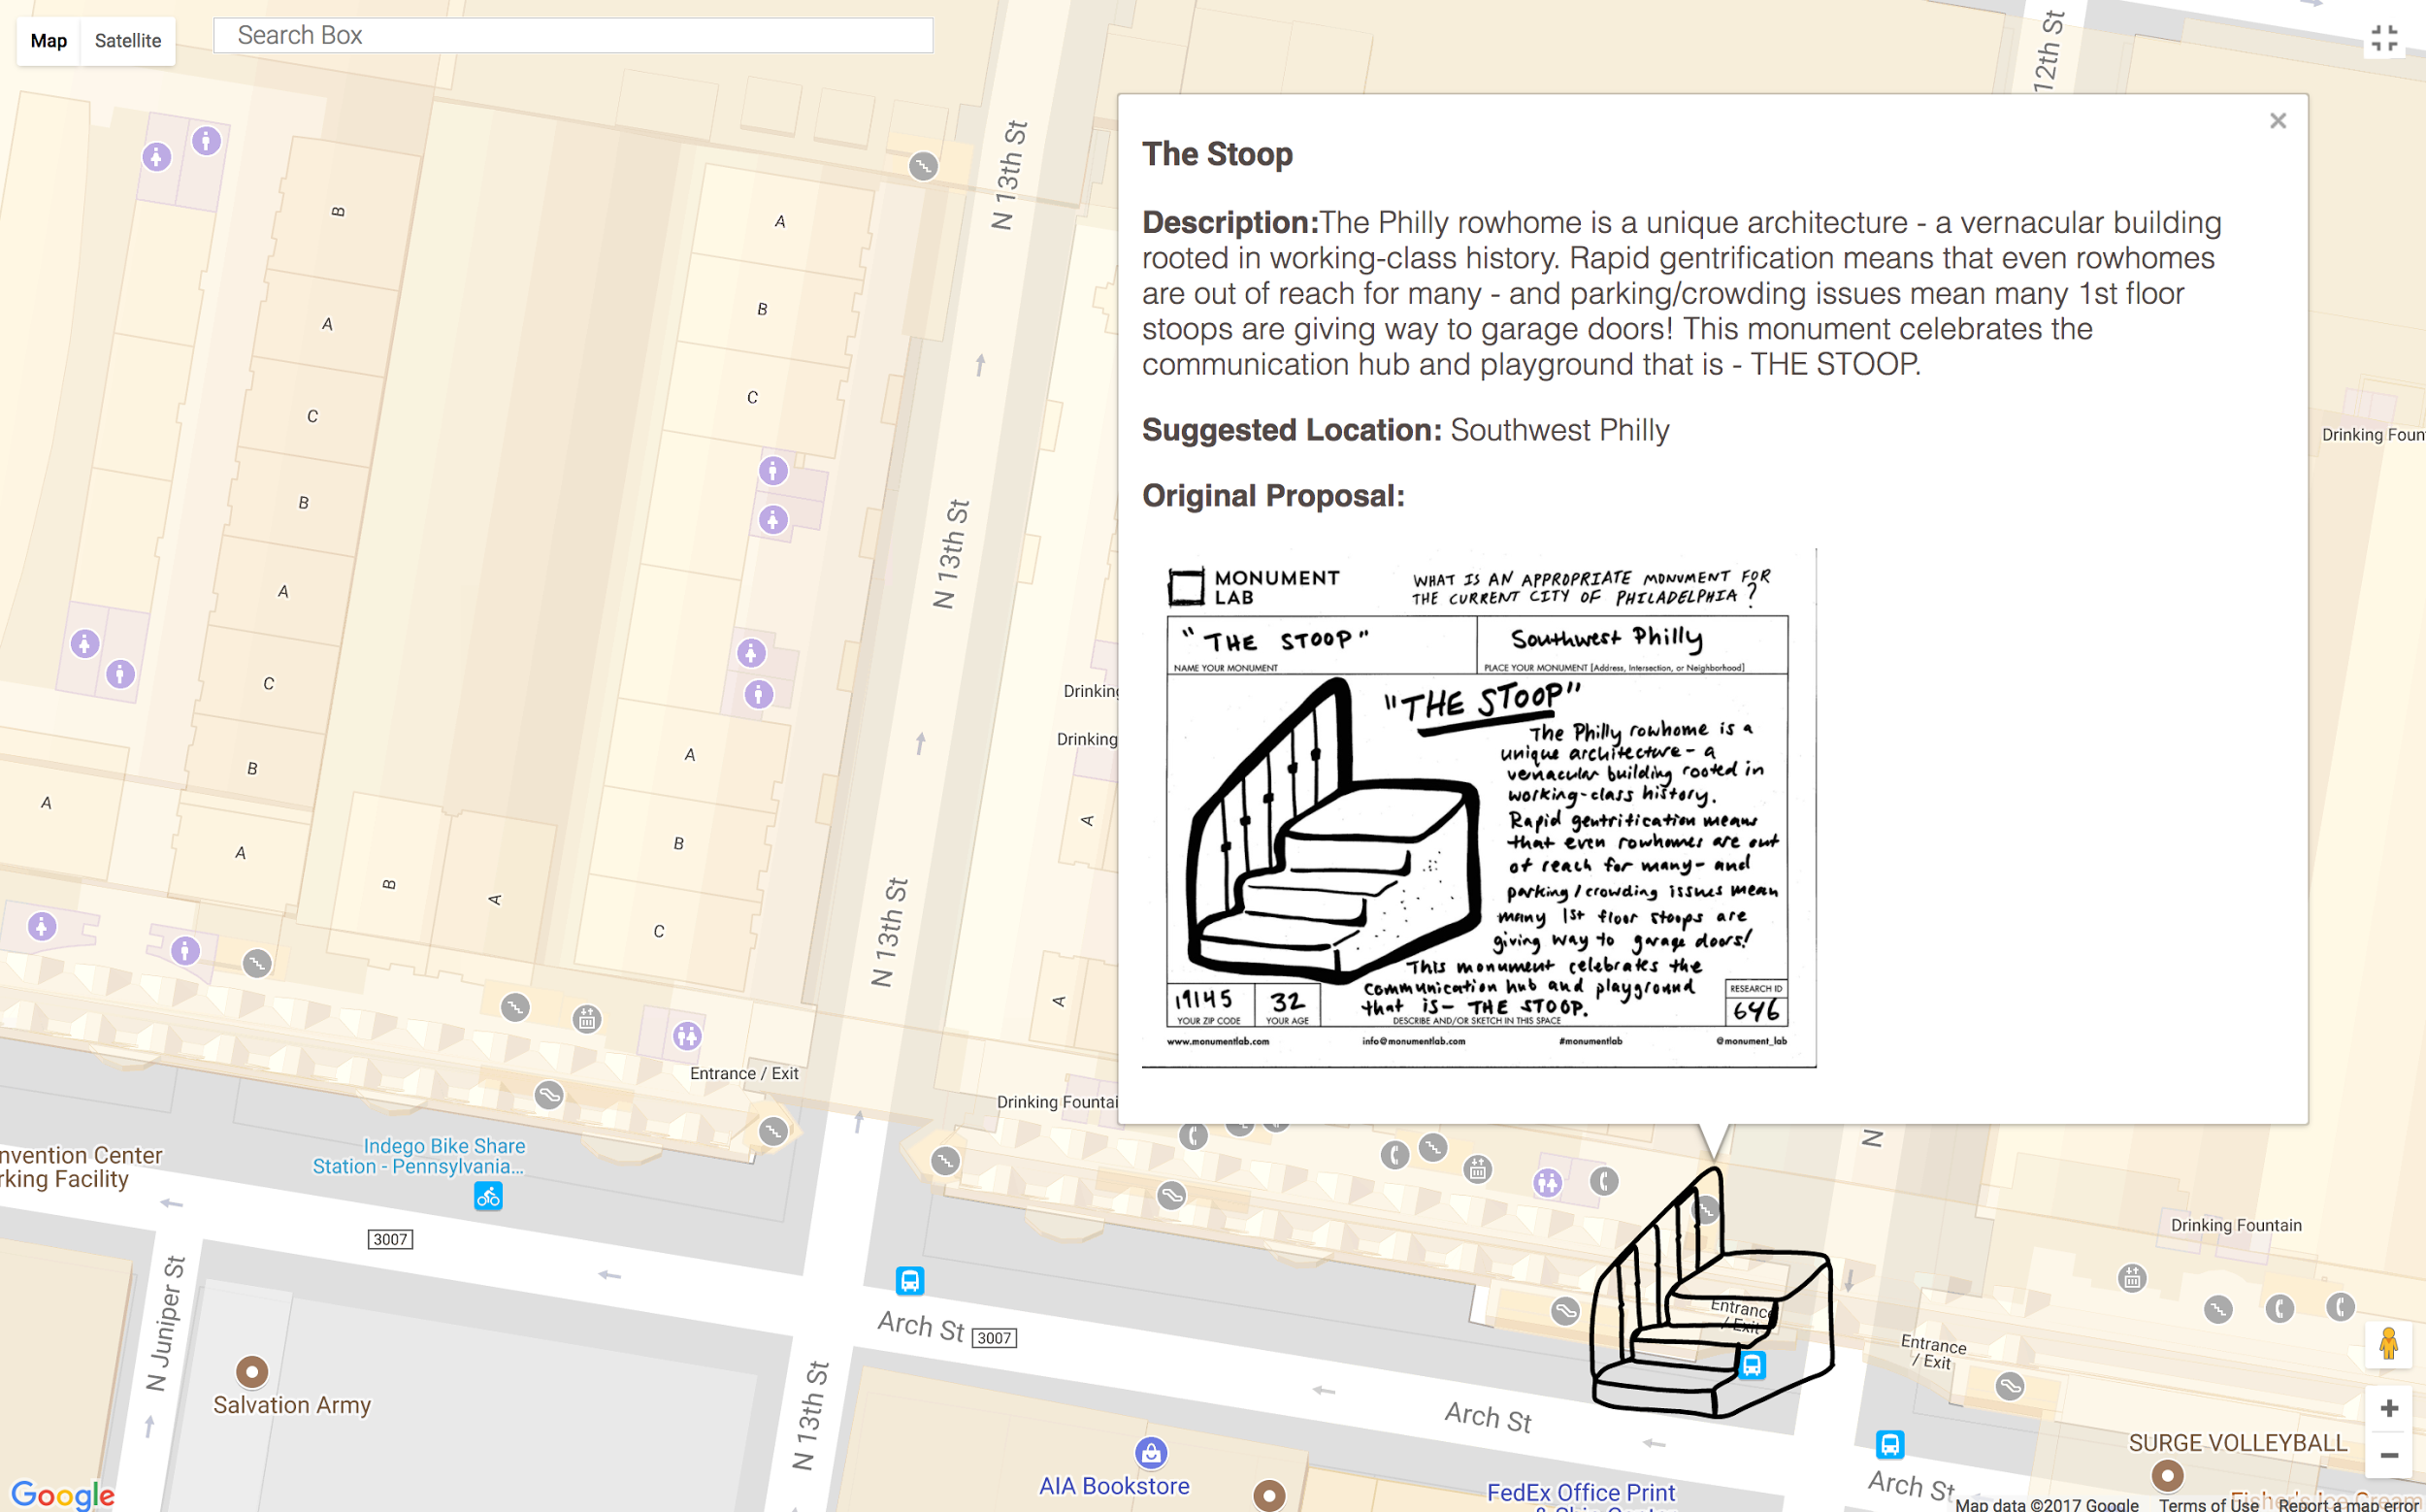 Map
Satellite
Search Box
12th St
N 13th St
The Stoop
Description:The Philly rowhome is a unique architecture - a vernacular building
rooted in working-class history. Rapid gentrification means that even rowhomes
are out of reach for many - and parking/crowding issues mean many 1st floor
stoops are giving way to garage doors! This monument celebrates the
communication hub and playground that is - THE STOOP.
Suggested Location: Southwest Philly
Original Proposal:
MONUMENT
LAB
WHAT IS AN APPROPRIATE MONUMENT FOR
THE CURRENT CITY OF PHILADELPHIA?
"THE STOOP"
NAME YOUR MONUMENT
Southwest Philly
PLACE YOUR MONUMENT [Address, Intersection, or Neighborhood]
"THE STOOP"
The Philly rowhome is a
unique architecture - a
vernacular building rooted in
working-class history.
Rapid gentrification means
that even rowhomes are out
of reach for many - and
parking/crowding issues mean
many 1st floor stoops are
giving way to garage doors!
This monument celebrates the
communication hub and playground
that is - THE STOOP.
19145
YOUR ZIP CODE
32
YOUR AGE
DESCRIBE AND/OR SKETCH IN THIS SPACE
RESEARCH ID
646
www.monumentlab.com
info@monumentlab.com
#monumentlab
@monument_lab
B
A
C
B
A
C
B
A
A
B
A
A
B
C
A
B
C
A
A
N 13th St
N 13th St
Drinking
Drinking
Drinking Fountai
Drinking Foun
Entrance / Exit
Indego Bike Share
Station - Pennsylvania...
nvention Center
rking Facility
3007
N Juniper St
Salvation Army
Arch St
3007
N 13th St
AIA Bookstore
Arch St
FedEx Office Print
N
Entrance
/ Exit
Entrance
/ Exit
Drinking Fountain
SURGE VOLLEYBALL
Arch St
Google
Map data ©2017 Google
Terms of Use
Report a map error